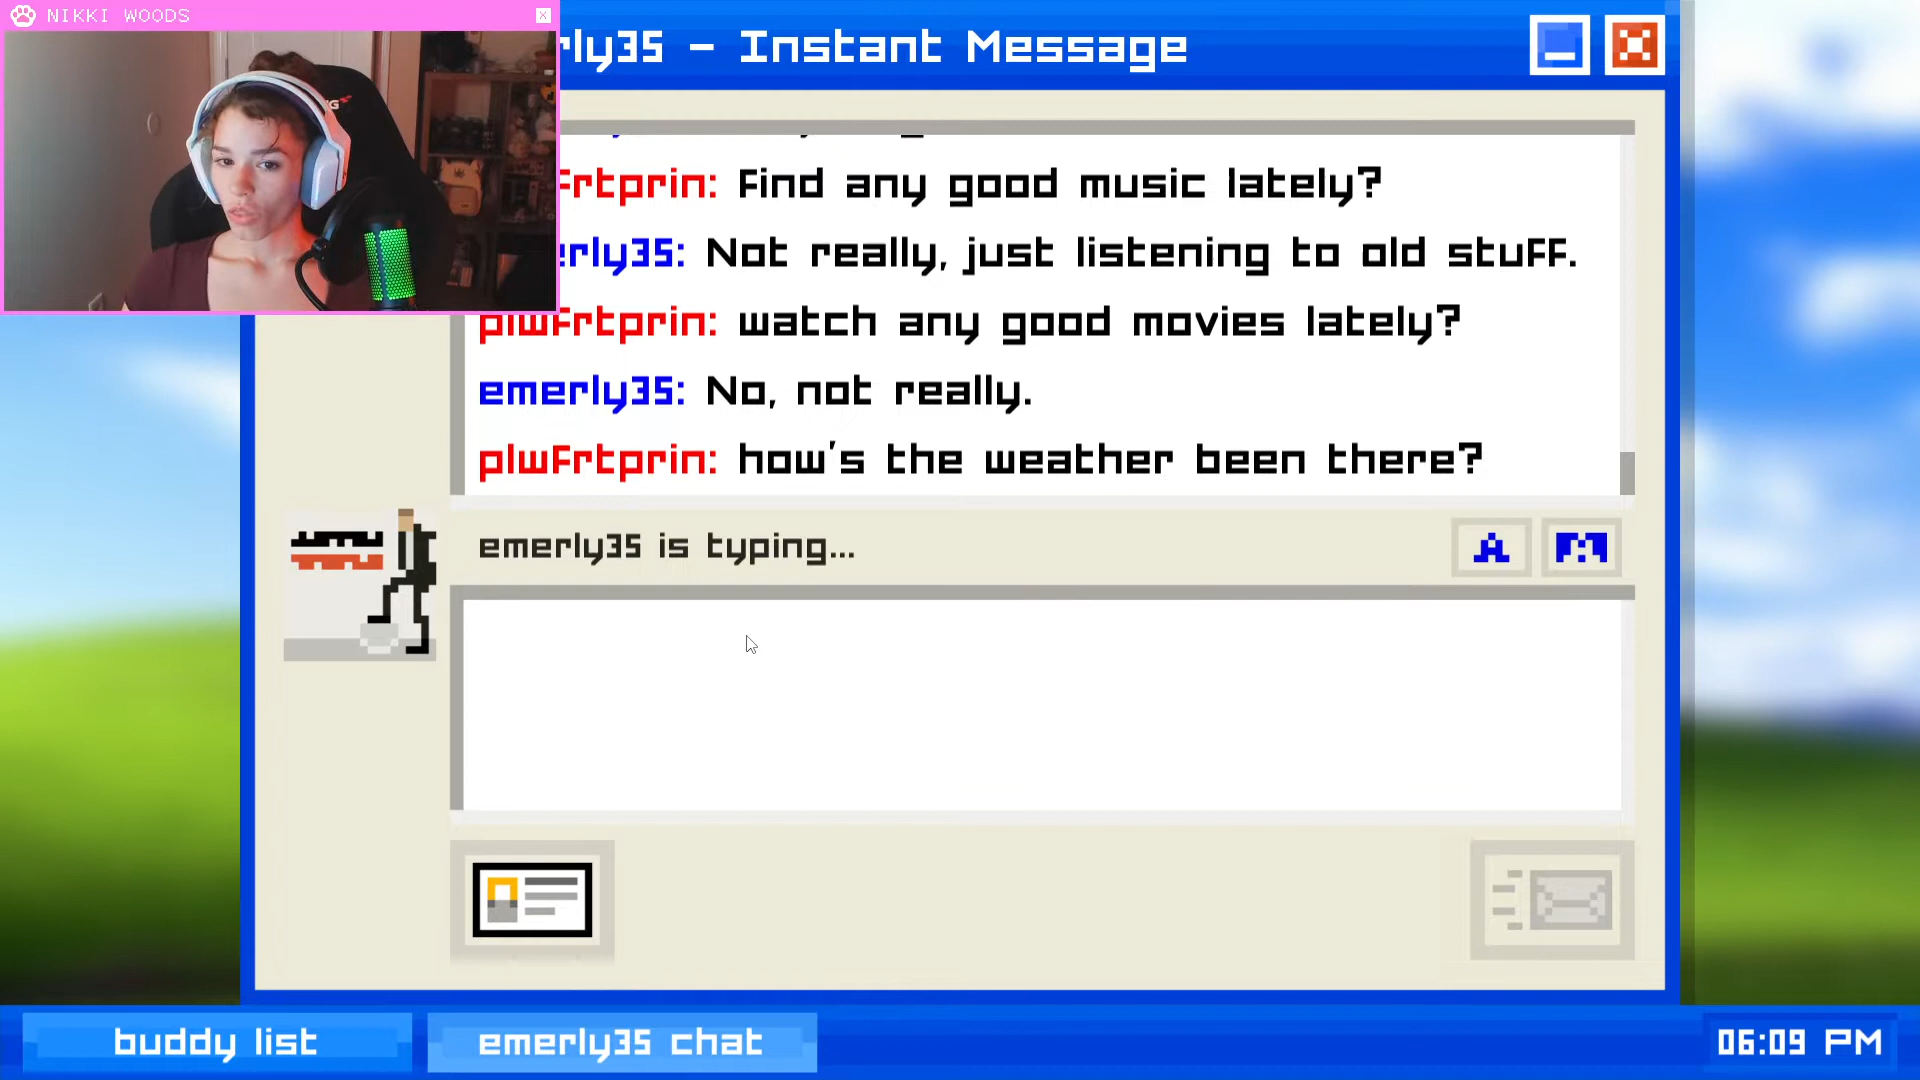 NIKKI WOODS
rly35 - Instant Message
Frtprin: Find any good music lately?
erly35: Not really, just listening to old stuff.
plwFrtprin: watch any good movies lately?
emerly35: No, not really.
plwFrtprin: how's the weather been there?
emerly35 is typing...
A
buddy list
emerly35 chat
06:09 PM